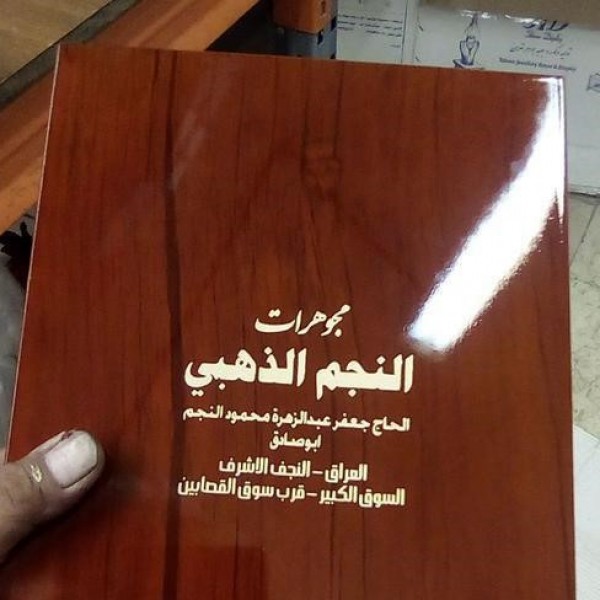 مجوهرات
النجم الذهبي
الحاج جعفر عبدالزهرة محمود النجم
ابوصادق
العراق - النجف الاشرف
السوق الكبير - قرب سوق القصابين